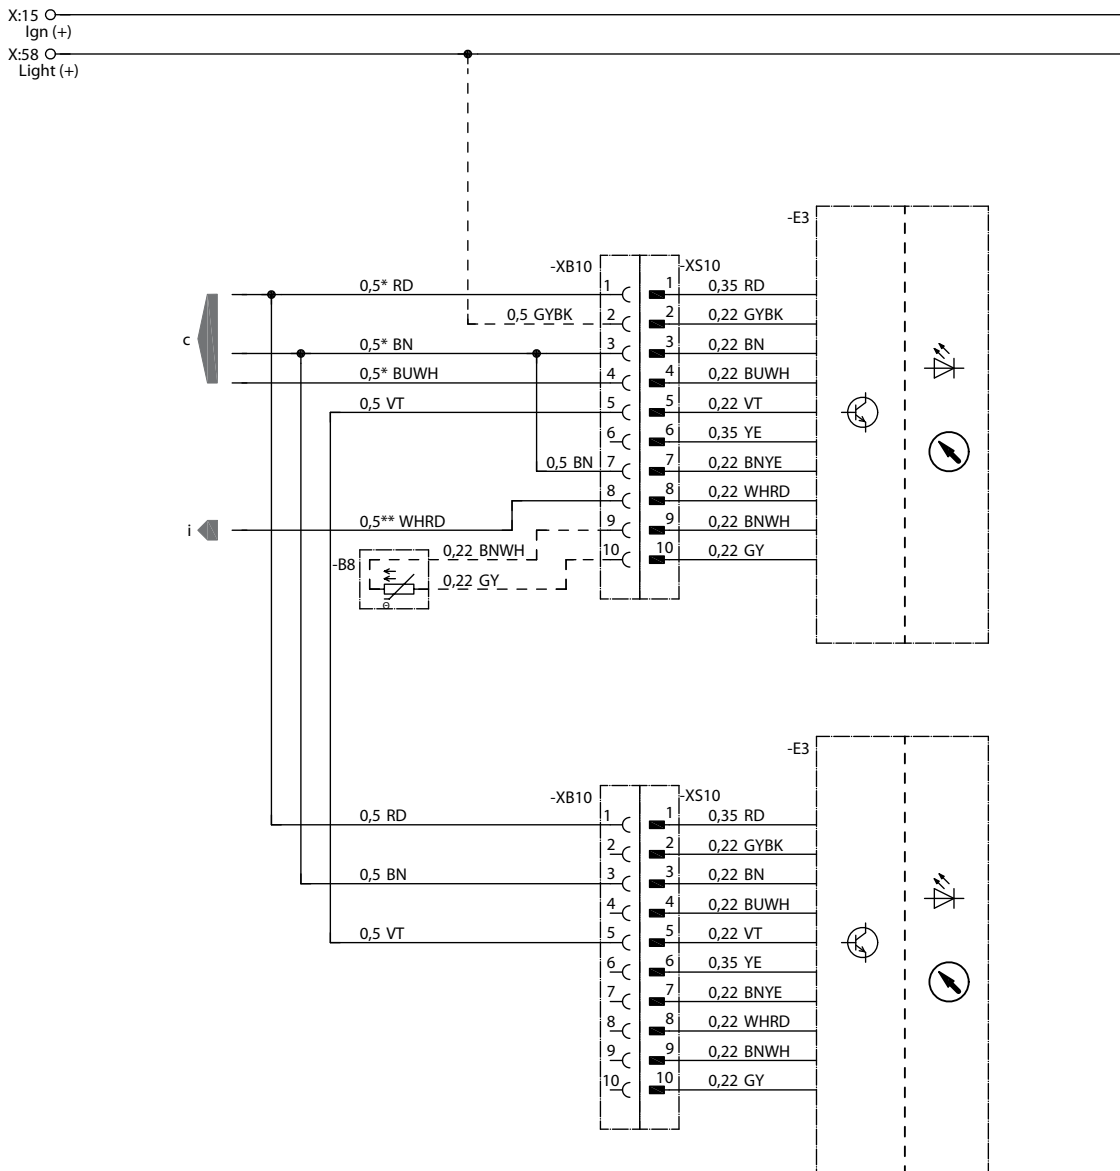 X:15
Ign (+)
X:58
Light (+)
-E3
-XB10 -XS10
0,5* RD 1 1 0,35 RD
0,5 GYBK 2 2 0,22 GYBK
c
0,5* BN 3 3 0,22 BN
0,5* BUWH 4 4 0,22 BUWH
0,5 VT 5 5 0,22 VT
6 6 0,35 YE
0,5 BN 7 7 0,22 BNYE
8 8 0,22 WHRD
i 0,5** WHRD 9 9 0,22 BNWH
0,22 BNWH 10 10 0,22 GY
-B8
0,22 GY
Θ
-E3
-XB10 -XS10
0,5 RD 1 1 0,35 RD
2 2 0,22 GYBK
0,5 BN 3 3 0,22 BN
4 4 0,22 BUWH
0,5 VT 5 5 0,22 VT
6 6 0,35 YE
7 7 0,22 BNYE
8 8 0,22 WHRD
9 9 0,22 BNWH
10 10 0,22 GY